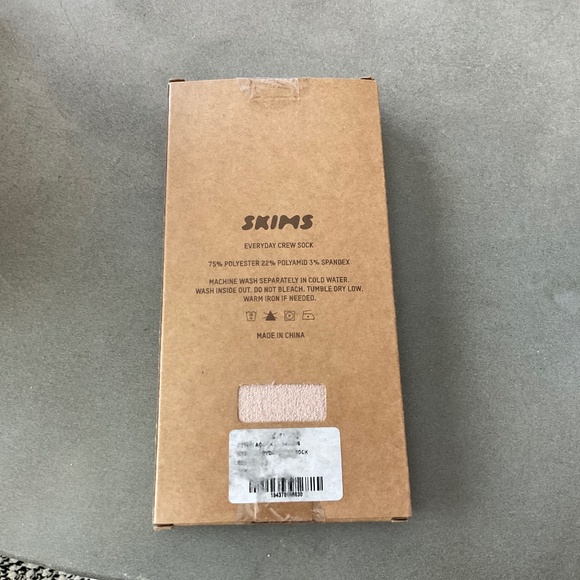 SKIMS
EVERYDAY CREW SOCK
75% POLYESTER 22% POLYAMID 3% SPANDEX
MACHINE WASH SEPARATELY IN COLD WATER.
WASH INSIDE OUT. DO NOT BLEACH. TUMBLE DRY LOW.
WARM IRON IF NEEDED.
MADE IN CHINA